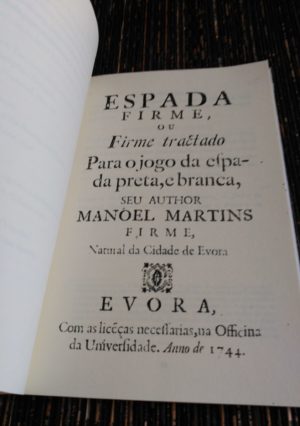 ESPADA
FIRME,
OU
Firme tractado
Para o jogo da eſpa-
da preta, e branca,
SEU AUTHOR
MANOEL MARTINS
FIRME,
Natural da Cidade de Evora
EVORA,
Com as licẽças neceſſarias, na Officina
da Univerſidade. Anno de 1744.